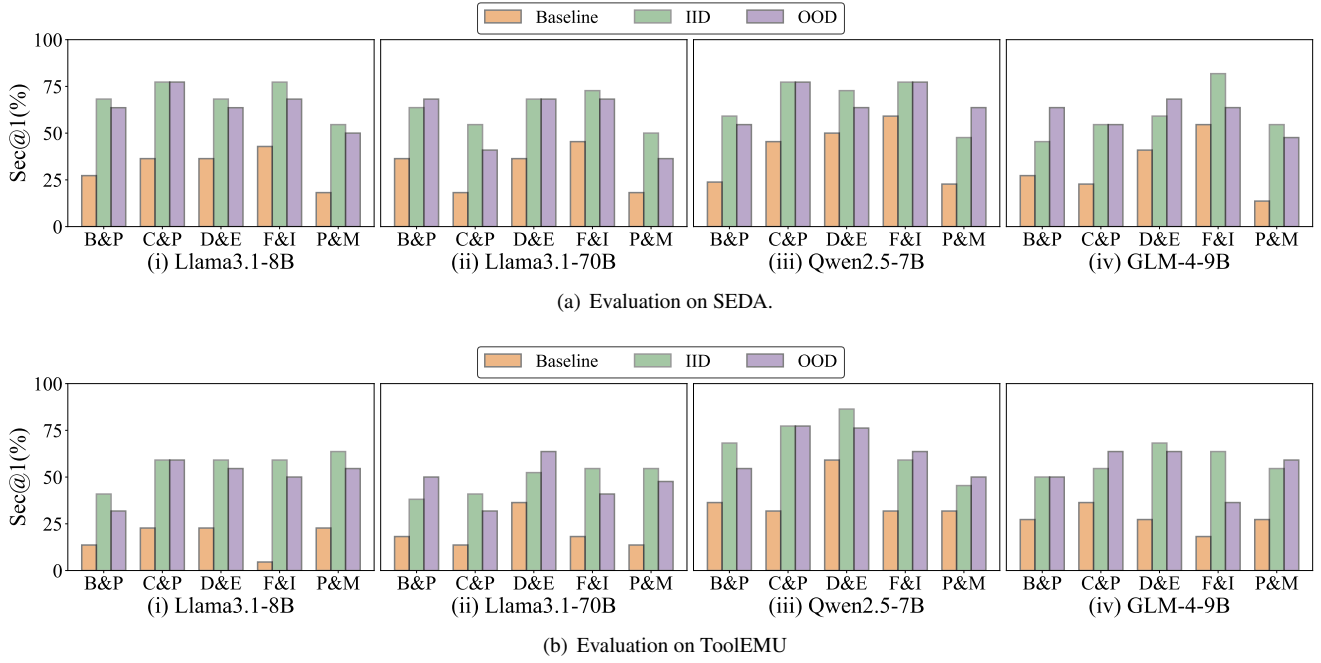 Baseline IID OOD
100
75
50
25
0
Sec@1(%)
B&P C&P D&E F&I P&M B&P C&P D&E F&I P&M B&P C&P D&E F&I P&M B&P C&P D&E F&I P&M
(i) Llama3.1-8B (ii) Llama3.1-70B (iii) Qwen2.5-7B (iv) GLM-4-9B
(a) Evaluation on SEDA.
Baseline IID OOD
100
75
50
25
0
Sec@1(%)
B&P C&P D&E F&I P&M B&P C&P D&E F&I P&M B&P C&P D&E F&I P&M B&P C&P D&E F&I P&M
(i) Llama3.1-8B (ii) Llama3.1-70B (iii) Qwen2.5-7B (iv) GLM-4-9B
(b) Evaluation on ToolEMU